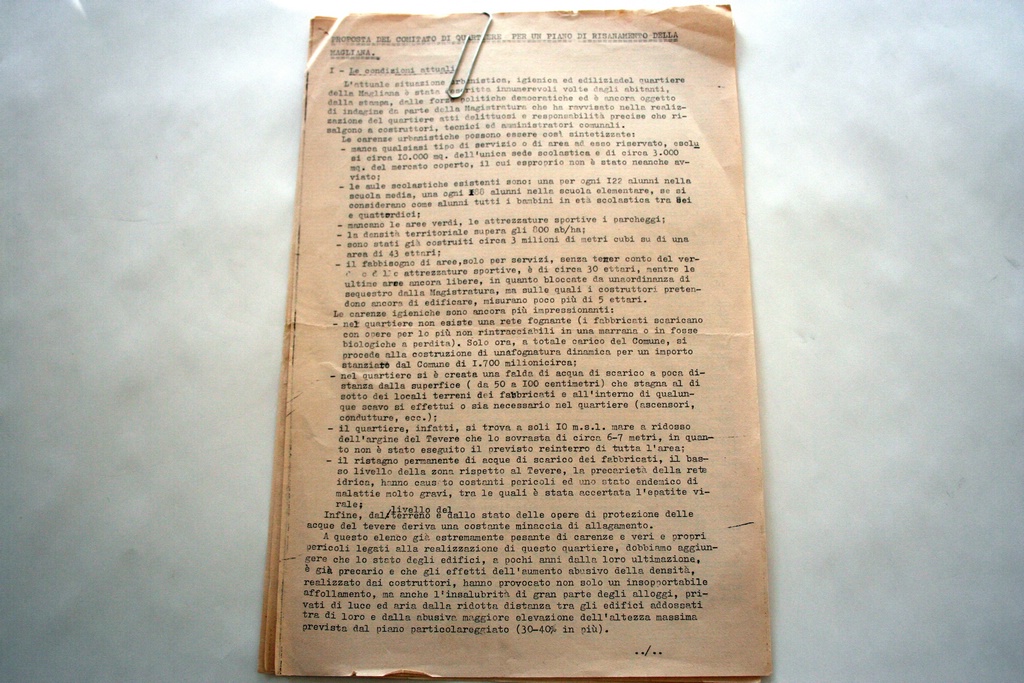 PROPOSTA DEL COMITATO DI QUARTIERE PER UN PIANO DI RISANAMENTO DELLA
MAGLIANA.
I - Le condizioni attuali
L'attuale situazione urbanistica, igienica ed ediliziadel quartiere
della Magliana è stata descritta innumerevoli volte dagli abitanti,
dalla stampa, dalle forze politiche democratiche ed è ancora oggetto
di indagine da parte della Magistratura che ha ravvisato nella realiz-
zazione del quartiere atti delittuosi e responsabilità precise che ri-
salgono a costruttori, tecnici ed amministratori comunali.
Le carenze urbanistiche possono essere così sintetizzate:
- manca qualsiasi tipo di servizio o di area ad esso riservato, esclu
si circa I0.000 mq. dell'unica sede scolastica e di circa 3.000
mq. del mercato coperto, il cui esproprio non è stato neanche av-
viato;
- le aule scolastiche esistenti sono: una per ogni I22 alunni nella
scuola media, una ogni I88 alunni nella scuola elementare, se si
considerano come alunni tutti i bambini in età scolastica tra Sei
e quattordici;
- mancano le aree verdi, le attrezzature sportive i parcheggi;
- la densità territoriale supera gli 800 ab/ha;
- sono stati già costruiti circa 3 milioni di metri cubi su di una
area di 43 ettari;
- il fabbisogno di aree,solo per servizi, senza tener conto del ver-
de e delle attrezzature sportive, è di circa 30 ettari, mentre le
ultime aree ancora libere, in quanto bloccate da unaordinanza di
sequestro dalla Magistratura, ma sulle quali i costruttori preten-
dono ancora di edificare, misurano poco più di 5 ettari.
Le carenze igieniche sono ancora più impressionanti:
- nel quartiere non esiste una rete fognante (i fabbricati scaricano
con opere per lo più non rintracciabili in una marrana o in fosse
biologiche a perdita). Solo ora, a totale carico del Comune, si
procede alla costruzione di unafognatura dinamica per un importo
stanziato dal Comune di I.700 milionicirca;
- nel quartiere si è creata una falda di acqua di scarico a poca di-
stanza dalla superfice ( da 50 a I00 centimetri) che stagna al di
sotto dei locali terreni dei fabbricati e all'interno di qualun-
que scavo si effettui o sia necessario nel quartiere (ascensori,
condutture, ecc.);
- il quartiere, infatti, si trova a soli I0 m.s.l. mare a ridosso
dell'argine del Tevere che lo sovrasta di circa 6-7 metri, in quan-
to non è stato eseguito il previsto reinterro di tutta l'area;
- il ristagno permanente di acque di scarico dei fabbricati, il bas-
so livello della zona rispetto al Tevere, la precarietà della rete
idrica, hanno causato costanti pericoli ed uno stato endemico di
malattie molto gravi, tra le quali è stata accertata l'epatite vi-
rale;
/livello del
Infine, dal/terreno e dallo stato delle opere di protezione delle
acque del tevere deriva una costante minaccia di allagamento.
A questo elenco già estremamente pesante di carenze e veri e propri
pericoli legati alla realizzazione di questo quartiere, dobbiamo aggiun-
gere che lo stato degli edifici, a pochi anni dalla loro ultimazione,
è già precario e che gli effetti dell'aumento abusivo della densità,
realizzato dai costruttori, hanno provocato non solo un insopportabile
affollamento, ma anche l'insalubrità di gran parte degli alloggi, pri-
vati di luce ed aria dalla ridotta distanza tra gli edifici addossati
tra di loro e dalla abusiva maggiore elevazione dell'altezza massima
prevista dal piano particolareggiato (30-40% in più).
../..